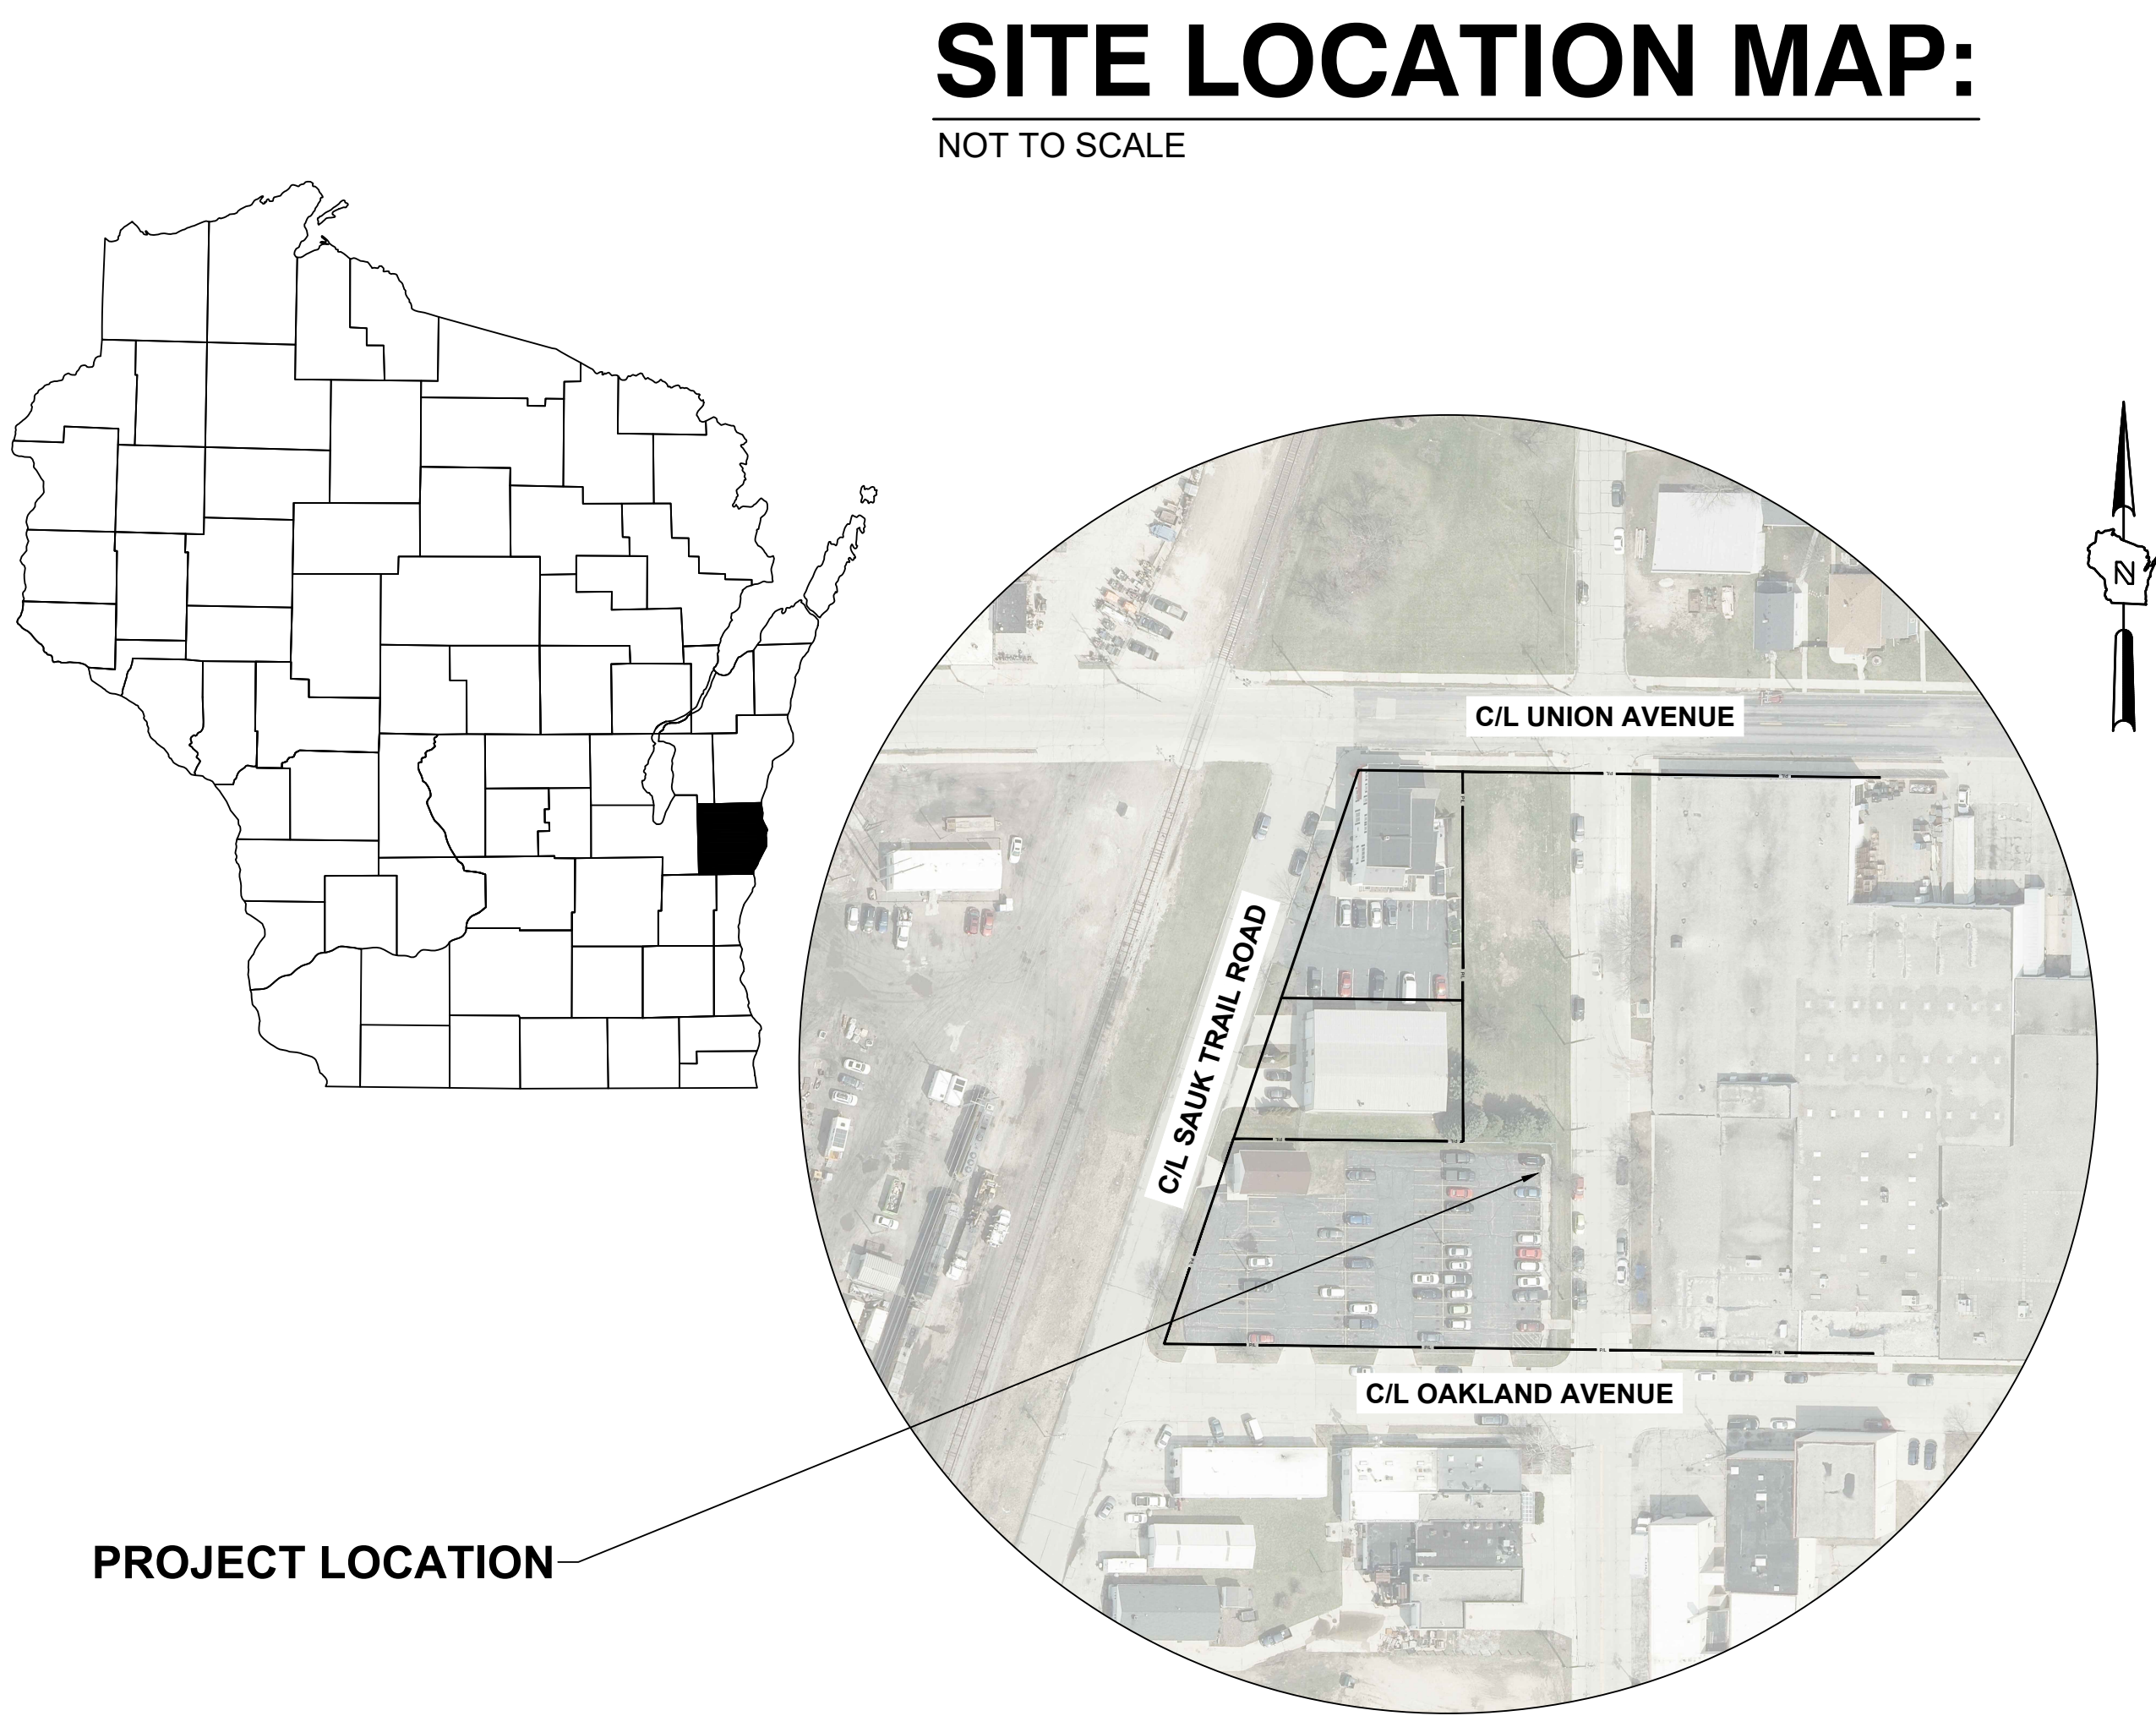 SITE LOCATION MAP:
NOT TO SCALE
N
C/L UNION AVENUE
C/L SAUK TRAIL ROAD
C/L OAKLAND AVENUE
PROJECT LOCATION